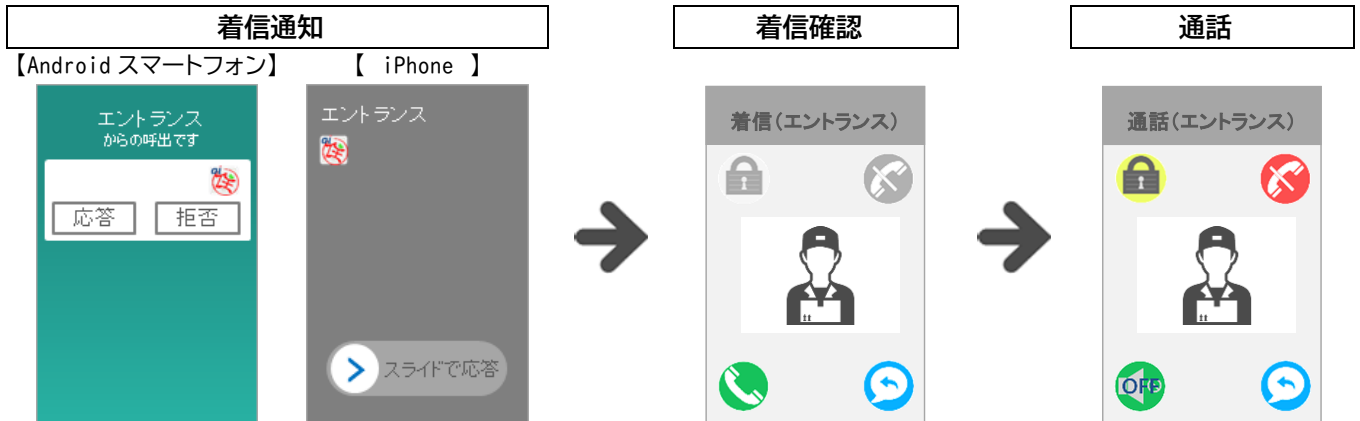 着信通知
着信確認
通話
【Android スマートフォン】
【 iPhone 】
エントランス
からの呼出です
応答
拒否
エントランス
スライドで応答
着信(エントランス)
通話(エントランス)
OFF